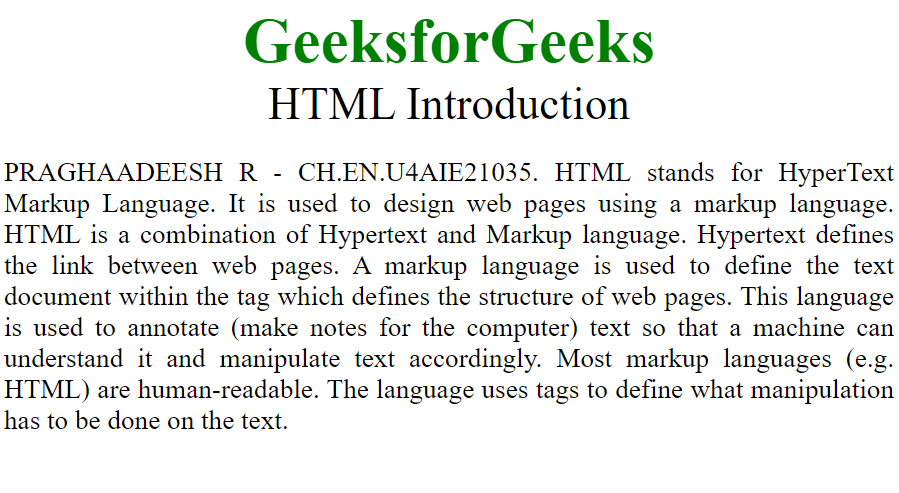 GeeksforGeeks
HTML Introduction
PRAGHAADEESH R - CH.EN.U4AIE21035. HTML stands for HyperText
Markup Language. It is used to design web pages using a markup language.
HTML is a combination of Hypertext and Markup language. Hypertext defines
the link between web pages. A markup language is used to define the text
document within the tag which defines the structure of web pages. This language
is used to annotate (make notes for the computer) text so that a machine can
understand it and manipulate text accordingly. Most markup languages (e.g.
HTML) are human-readable. The language uses tags to define what manipulation
has to be done on the text.